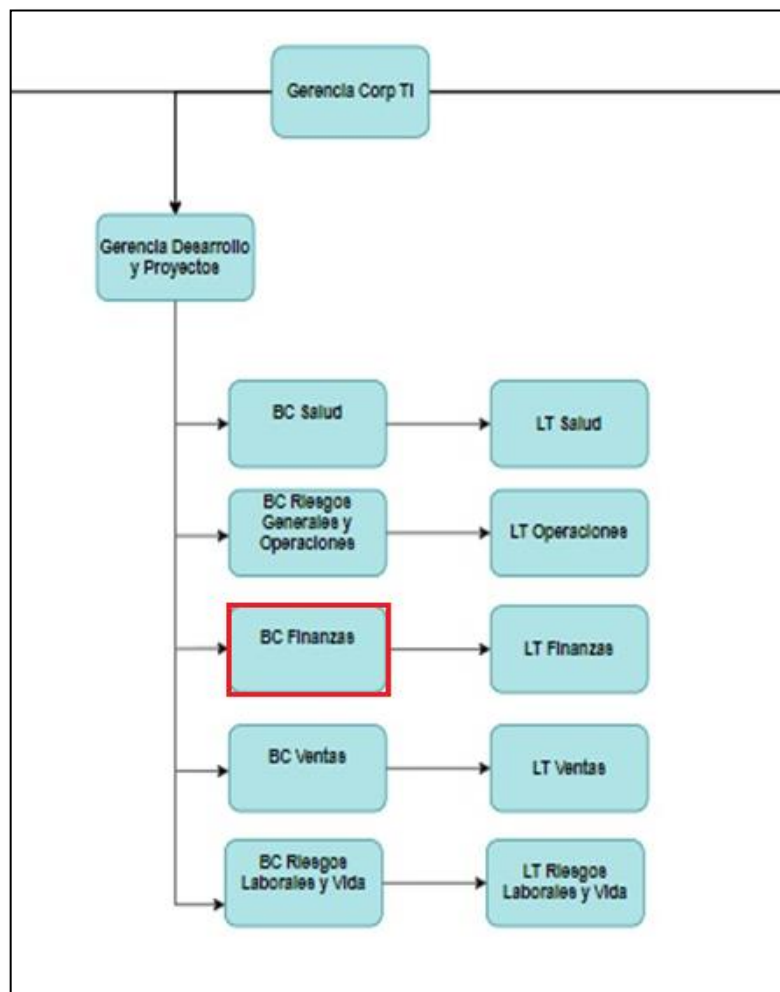 Gerencia Corp TI
Gerencia Desarrollo
y Proyectos
BC Salud
LT Salud
BC Riesgos
Generales y
Operaciones
LT Operaciones
BC Finanzas
LT Finanzas
BC Ventas
LT Ventas
BC Riesgos
Laborales y Vida
LT Riesgos
Laborales y Vida